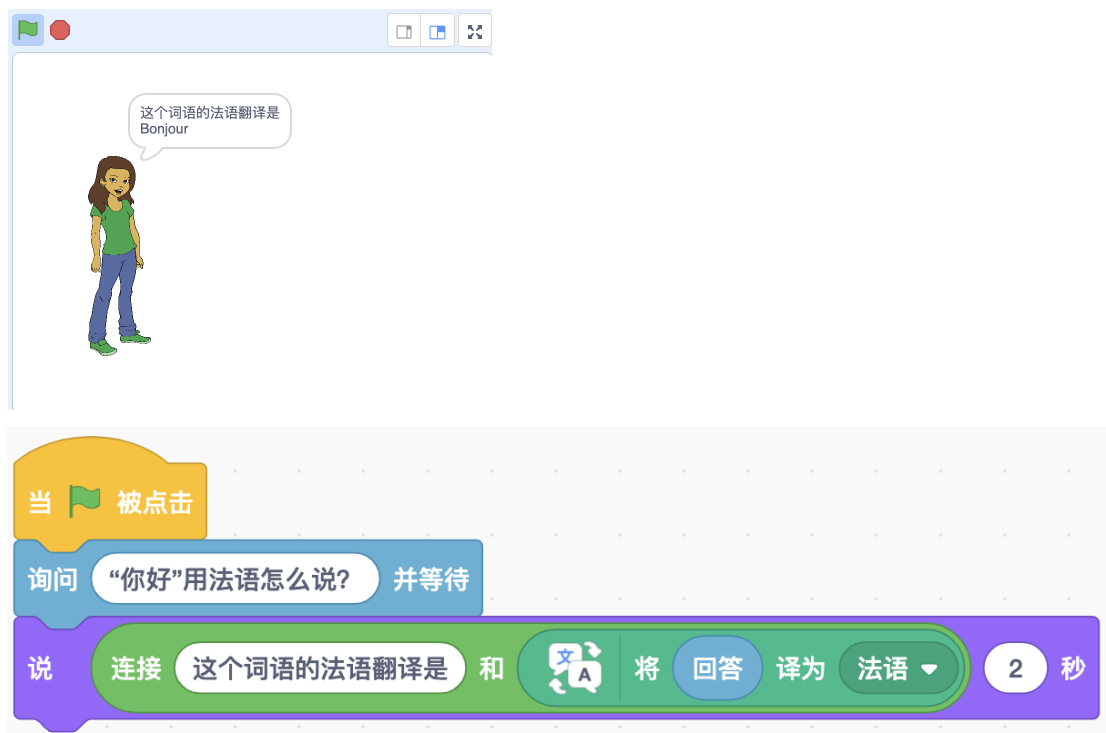 这个词语的法语翻译是
Bonjour
当 被点击
询问 “你好”用法语怎么说？ 并等待
说 连接 这个词语的法语翻译是 和 文 A 将 回答 译为 法语 2 秒